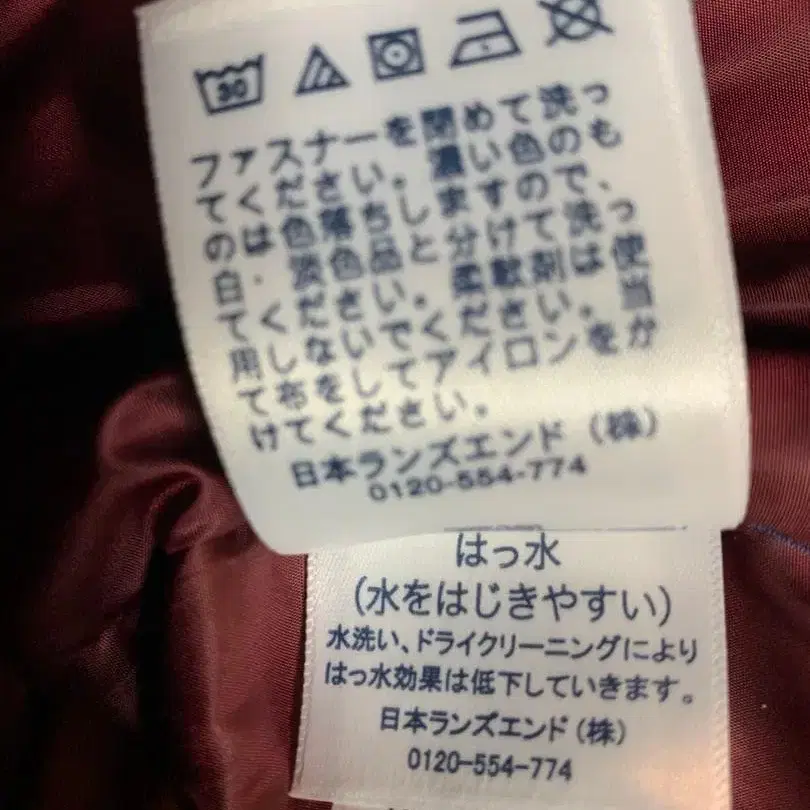 30
ファスナーを閉めて洗っ
てください。濃い色のも
のは色落ちしますので、
白・淡色品と分けて洗っ
てください。柔軟剤は使
用しないでください。当
て布をしてアイロンをか
けてください。
日本ランズエンド(株)
0120-554-774
はっ水
(水をはじきやすい)
水洗い、ドライクリーニングにより
はっ水効果は低下していきます。
日本ランズエンド(株)
0120-554-774